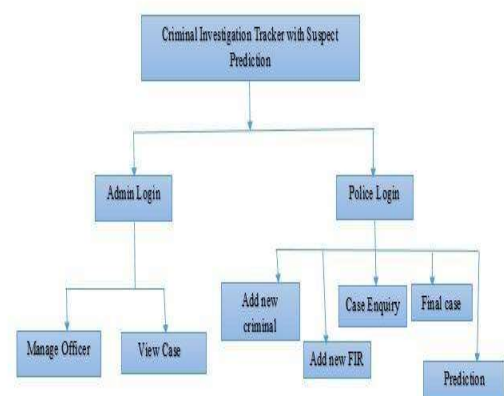 Criminal Investigation Tracker with Suspect
Prediction
Admin Login
Police Login
Add new
criminal
Case Enquiry
Final case
Manage Officer
View Case
Add new FIR
Prediction